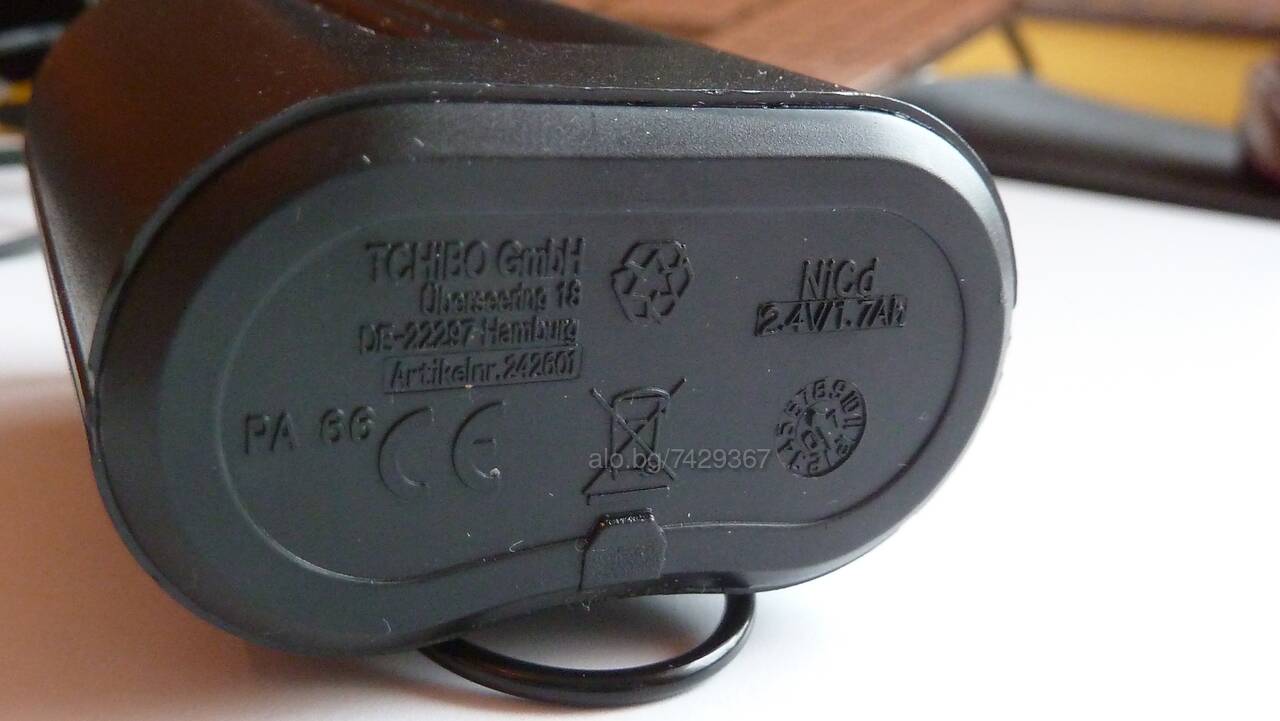 TCHIBO GmbH
Überseering 18
DE-22297 Hamburg
Artikelnr.242601
NiCd
2.4V/1.7Ah
PA 66
CE
alo.bg/7429367